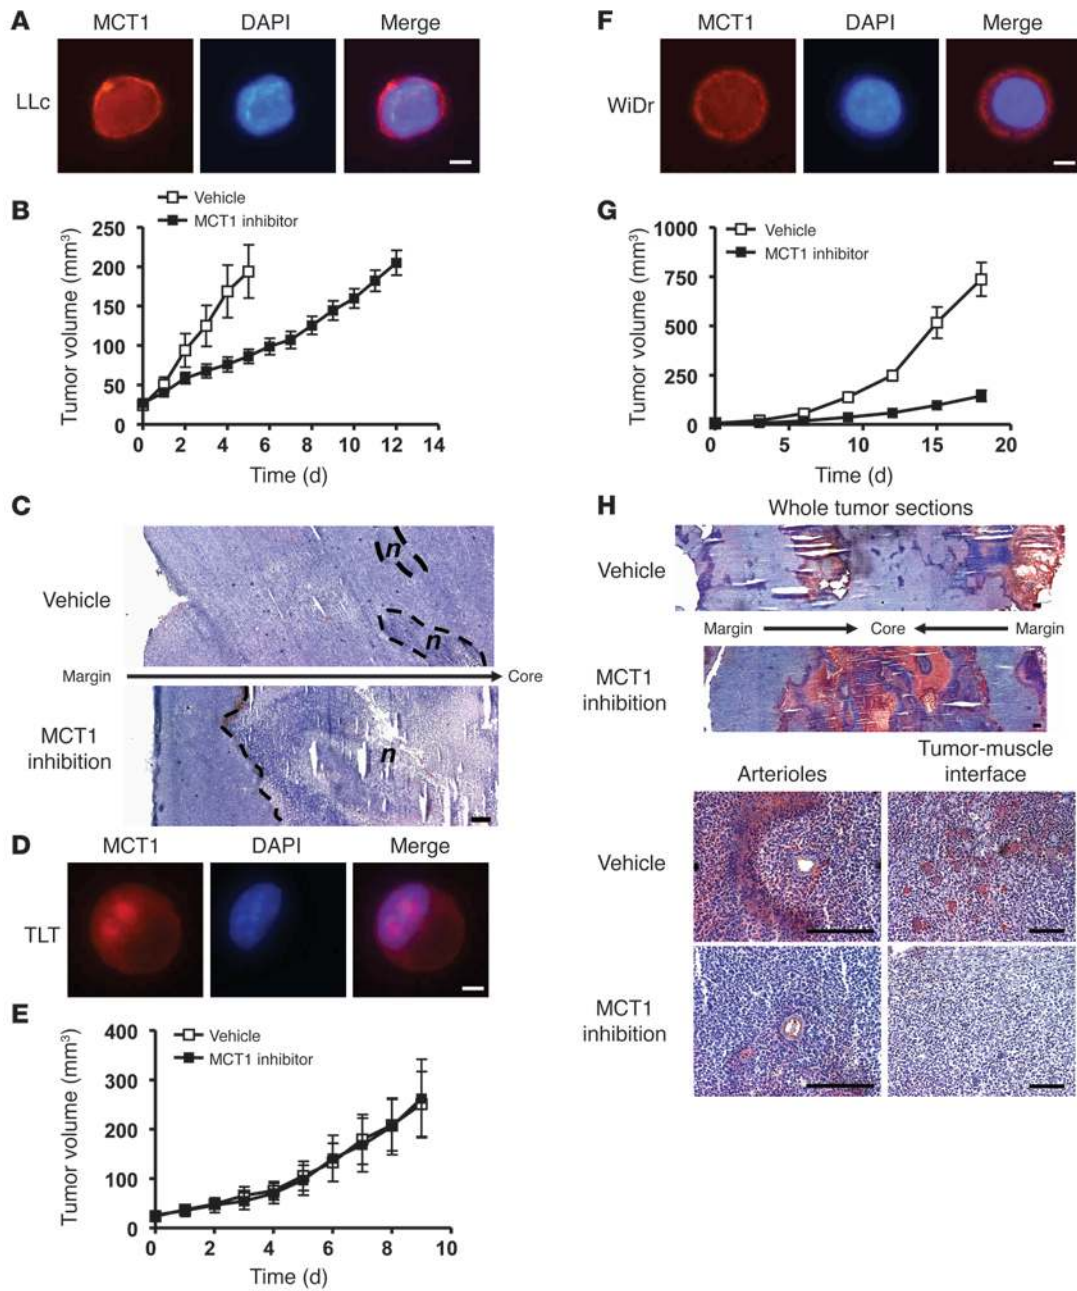 A
MCT1 DAPI Merge
LLc
B
Vehicle
MCT1 inhibitor
Tumor volume (mm³)
250
200
150
100
50
0
0 2 4 6 8 10 12 14
Time (d)
C
Vehicle
n
n
Margin Core
MCT1
inhibition
n
D
MCT1 DAPI Merge
TLT
E
Vehicle
MCT1 inhibitor
Tumor volume (mm³)
400
300
200
100
0
0 2 4 6 8 10
Time (d)
F
MCT1 DAPI Merge
WiDr
G
Vehicle
MCT1 inhibitor
Tumor volume (mm³)
1000
750
500
250
0
0 5 10 15 20
Time (d)
H
Whole tumor sections
Vehicle
Margin Core Margin
MCT1
inhibition
Arterioles
Tumor-muscle
interface
Vehicle
MCT1
inhibition